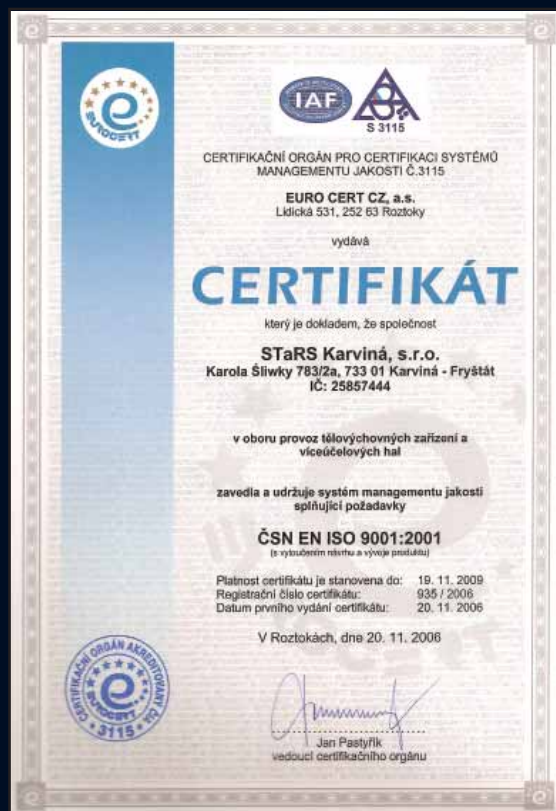 EUROCERT
IAF
S 3115
CERTIFIKAČNÍ ORGÁN PRO CERTIFIKACI SYSTÉMŮ
MANAGEMENTU JAKOSTI Č.3115
EURO CERT CZ, a.s.
Lidická 531, 252 63 Roztoky
vydává
CERTIFIKÁT
který je dokladem, že společnost
STaRS Karviná, s.r.o.
Karola Śliwky 783/2a, 733 01 Karviná - Fryštát
IČ: 25857444
v oboru provoz tělovýchovných zařízení a
víceúčelových hal
zavedla a udržuje systém managementu jakosti
splňující požadavky
ČSN EN ISO 9001:2001
(s vyloučením návrhu a vývoje produktu)
Platnost certifikátu je stanovena do: 19. 11. 2009
Registrační číslo certifikátu: 935 / 2006
Datum prvního vydání certifikátu: 20. 11. 2006
V Roztokách, dne 20. 11. 2006
CERTIFIKAČNÍ ORGÁN AKREDITOVANÝ ČIA
EUROCERT
3115
Jan Pastyřík
vedoucí certifikačního orgánu